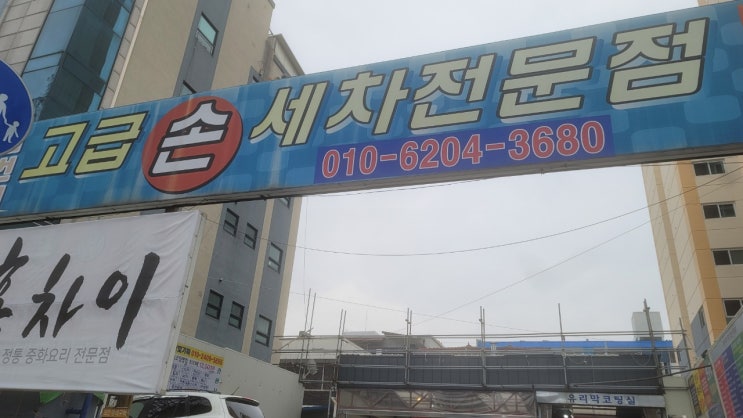 고급 손 세차전문점
010-6204-3680
홍차이
정통 중화요리 전문점
유리막코팅실